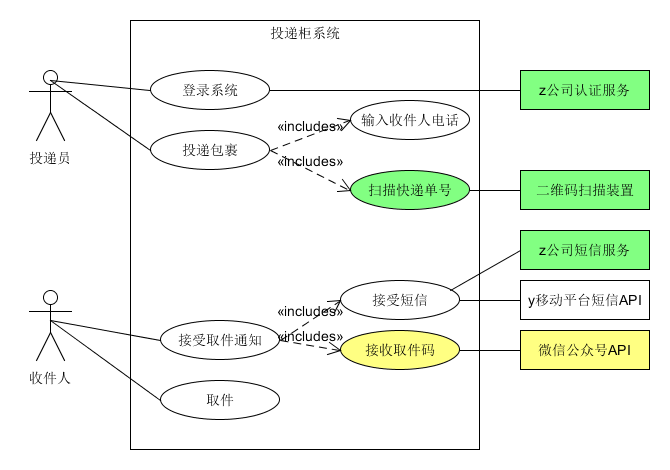 投递柜系统
登录系统
z公司认证服务
«includes»
输入收件人电话
投递包裹
投递员
«includes»
扫描快递单号
二维码扫描装置
z公司短信服务
接受短信
y移动平台短信API
«includes»
接受取件通知
«includes»
接收取件码
微信公众号API
收件人
取件